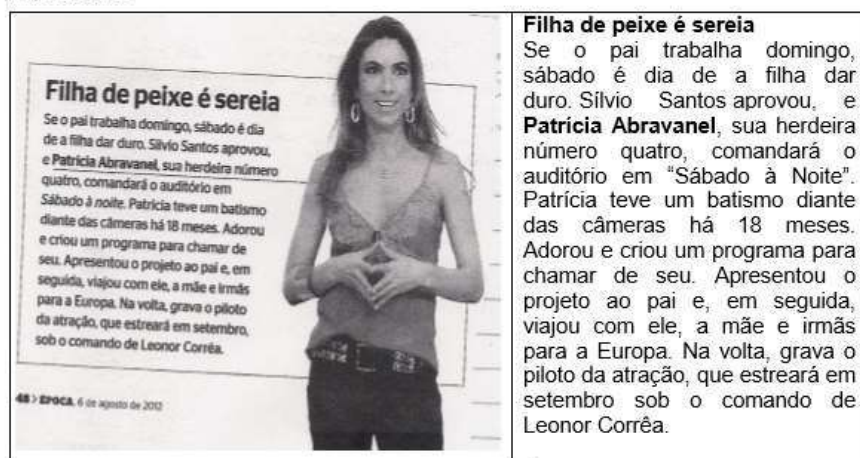 Filha de peixe é sereia
Se o pai trabalha domingo, sábado é dia
de a filha dar duro. Silvio Santos aprovou,
e Patrícia Abravanel, sua herdeira número
quatro, comandará o auditório em
Sábado à noite. Patrícia teve um batismo
diante das câmeras há 18 meses. Adorou
e criou um programa para chamar de
seu. Apresentou o projeto ao pai e, em
seguida, viajou com ele, a mãe e irmãs
para a Europa. Na volta, grava o piloto
da atração, que estreará em setembro,
sob o comando de Leonor Corrêa.
48 > ÉPOCA, 6 de agosto de 2012
Filha de peixe é sereia
Se o pai trabalha domingo,
sábado é dia de a filha dar
duro. Sílvio Santos aprovou, e
Patrícia Abravanel, sua herdeira
número quatro, comandará o
auditório em “Sábado à Noite”.
Patrícia teve um batismo diante
das câmeras há 18 meses.
Adorou e criou um programa para
chamar de seu. Apresentou o
projeto ao pai e, em seguida,
viajou com ele, a mãe e irmãs
para a Europa. Na volta, grava o
piloto da atração, que estreará em
setembro sob o comando de
Leonor Corrêa.